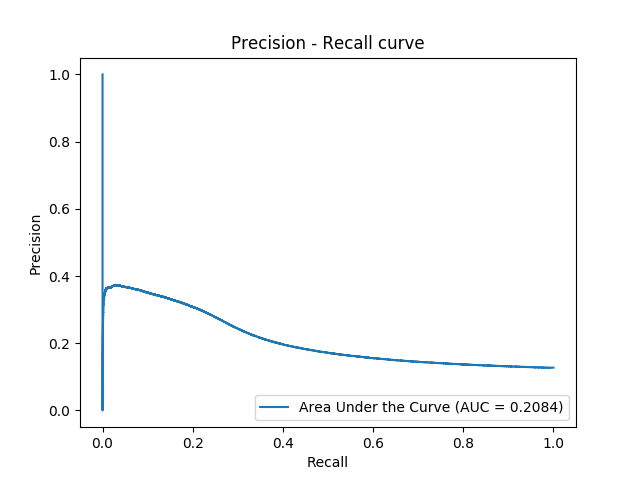 Precision - Recall curve
1.0
0.8
0.6
0.4
0.2
0.0
Precision
Area Under the Curve (AUC = 0.2084)
0.0 0.2 0.4 0.6 0.8 1.0
Recall